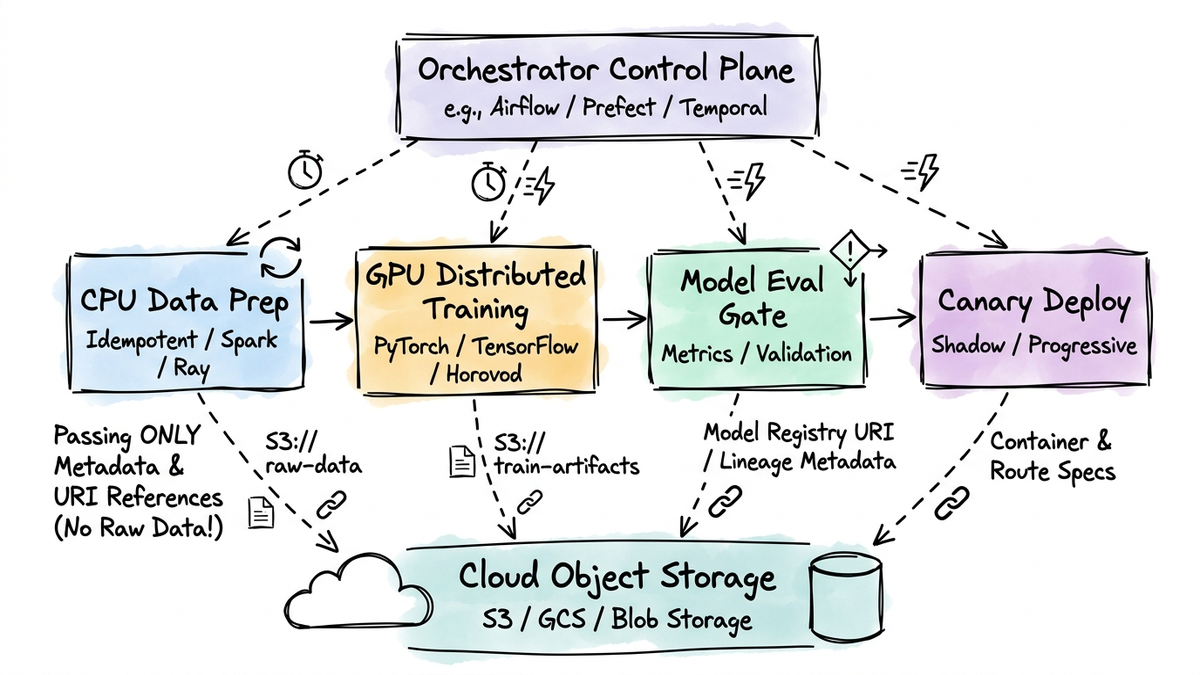 Orchestrator Control Plane
e.g., Airflow / Prefect / Temporal
CPU Data Prep
Idempotent / Spark
/ Ray
GPU Distributed
Training
PyTorch / TensorFlow
/ Horovod
Model Eval
Gate
Metrics / Validation
!
Canary Deploy
Shadow / Progressive
Passing ONLY
Metadata &
URI References
(No Raw Data!)
S3://
raw-data
S3://
train-artifacts
Model Registry URI
/ Lineage Metadata
Container &
Route Specs
Cloud Object Storage
S3 / GCS / Blob Storage